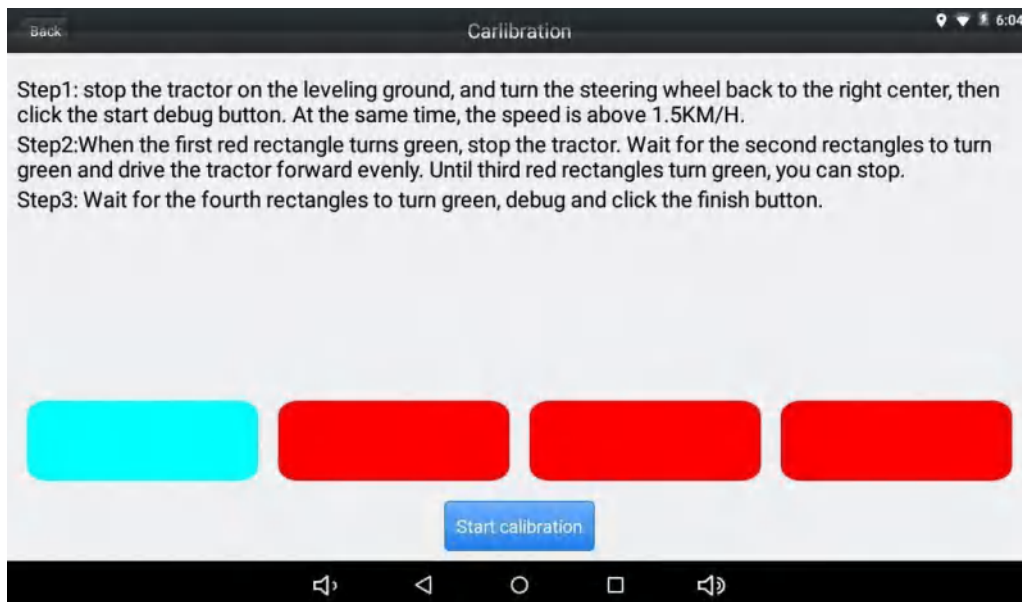 Back
Carlibration
6:04
Step1: stop the tractor on the leveling ground, and turn the steering wheel back to the right center, then
click the start debug button. At the same time, the speed is above 1.5KM/H.
Step2:When the first red rectangle turns green, stop the tractor. Wait for the second rectangles to turn
green and drive the tractor forward evenly. Until third red rectangles turn green, you can stop.
Step3: Wait for the fourth rectangles to turn green, debug and click the finish button.
Start calibration